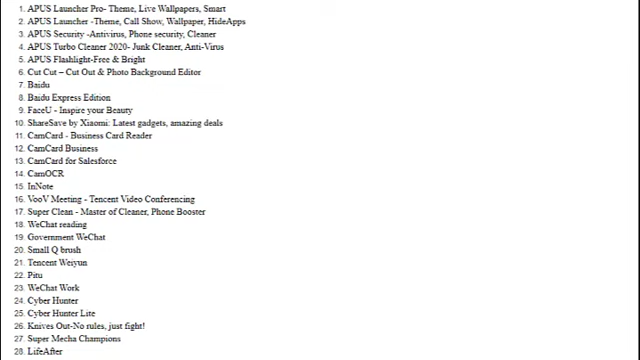 1. APUS Launcher Pro- Theme, Live Wallpapers, Smart
2. APUS Launcher -Theme, Call Show, Wallpaper, HideApps
3. APUS Security -Antivirus, Phone security, Cleaner
4. APUS Turbo Cleaner 2020- Junk Cleaner, Anti-Virus
5. APUS Flashlight-Free & Bright
6. Cut Cut – Cut Out & Photo Background Editor
7. Baidu
8. Baidu Express Edition
9. FaceU - Inspire your Beauty
10. ShareSave by Xiaomi: Latest gadgets, amazing deals
11. CamCard - Business Card Reader
12. CamCard Business
13. CamCard for Salesforce
14. CamOCR
15. InNote
16. VooV Meeting - Tencent Video Conferencing
17. Super Clean - Master of Cleaner, Phone Booster
18. WeChat reading
19. Government WeChat
20. Small Q brush
21. Tencent Weiyun
22. Pitu
23. WeChat Work
24. Cyber Hunter
25. Cyber Hunter Lite
26. Knives Out-No rules, just fight!
27. Super Mecha Champions
28. LifeAfter